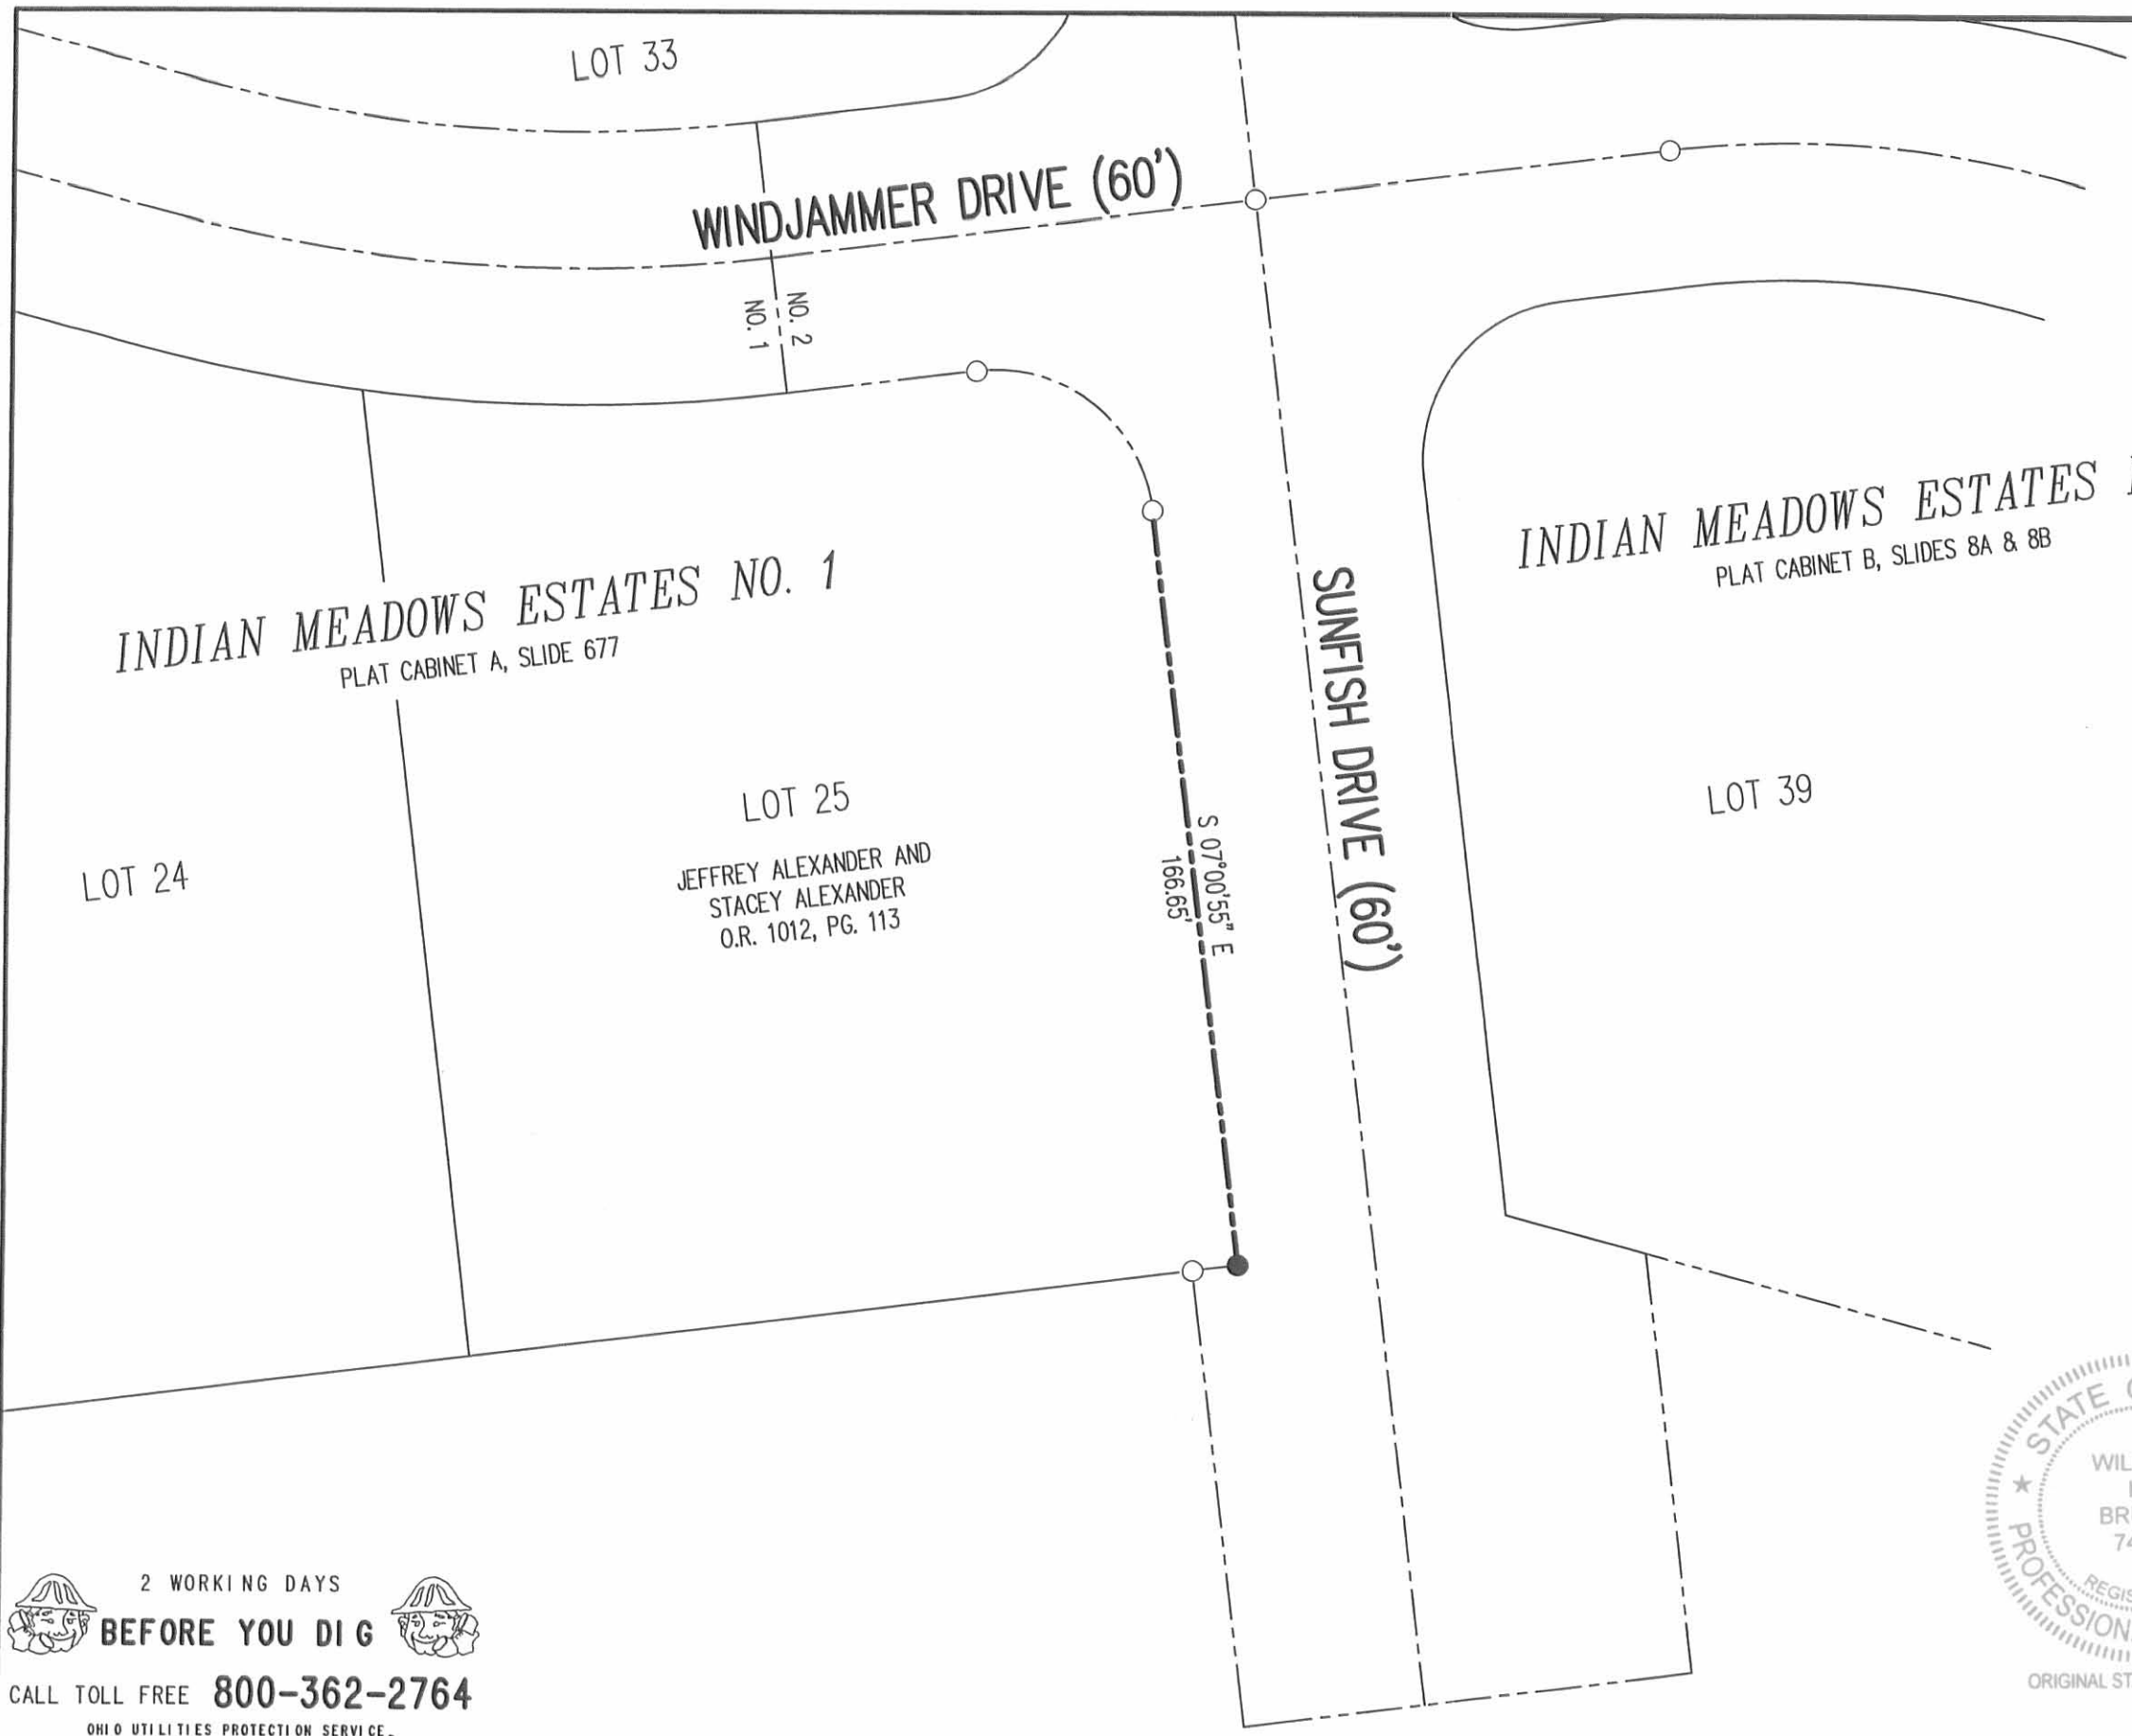 LOT 33
WINDJAMMER DRIVE (60')
NO. 1
NO. 2
INDIAN MEADOWS ESTATES NO. 1
PLAT CABINET A, SLIDE 677
INDIAN MEADOWS ESTATES
PLAT CABINET B, SLIDES 8A & 8B
SUNFISH DRIVE (60')
LOT 25
JEFFREY ALEXANDER AND
STACEY ALEXANDER
O.R. 1012, PG. 113
S 07°00'55" E
166.65'
LOT 39
LOT 24
STATE
ORIGINAL
2 WORKING DAYS
BEFORE YOU DIG
CALL TOLL FREE 800-362-2764
OHIO UTILITIES PROTECTION SERVICE